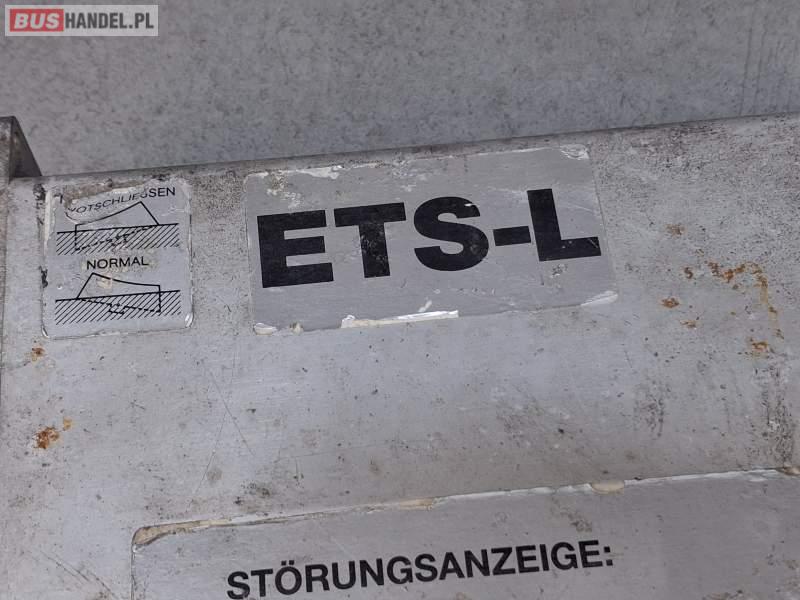 BUSHANDEL.PL
NOTSCHLIESSEN
ETS-L
NORMAL
STÖRUNGSANZEIGE: